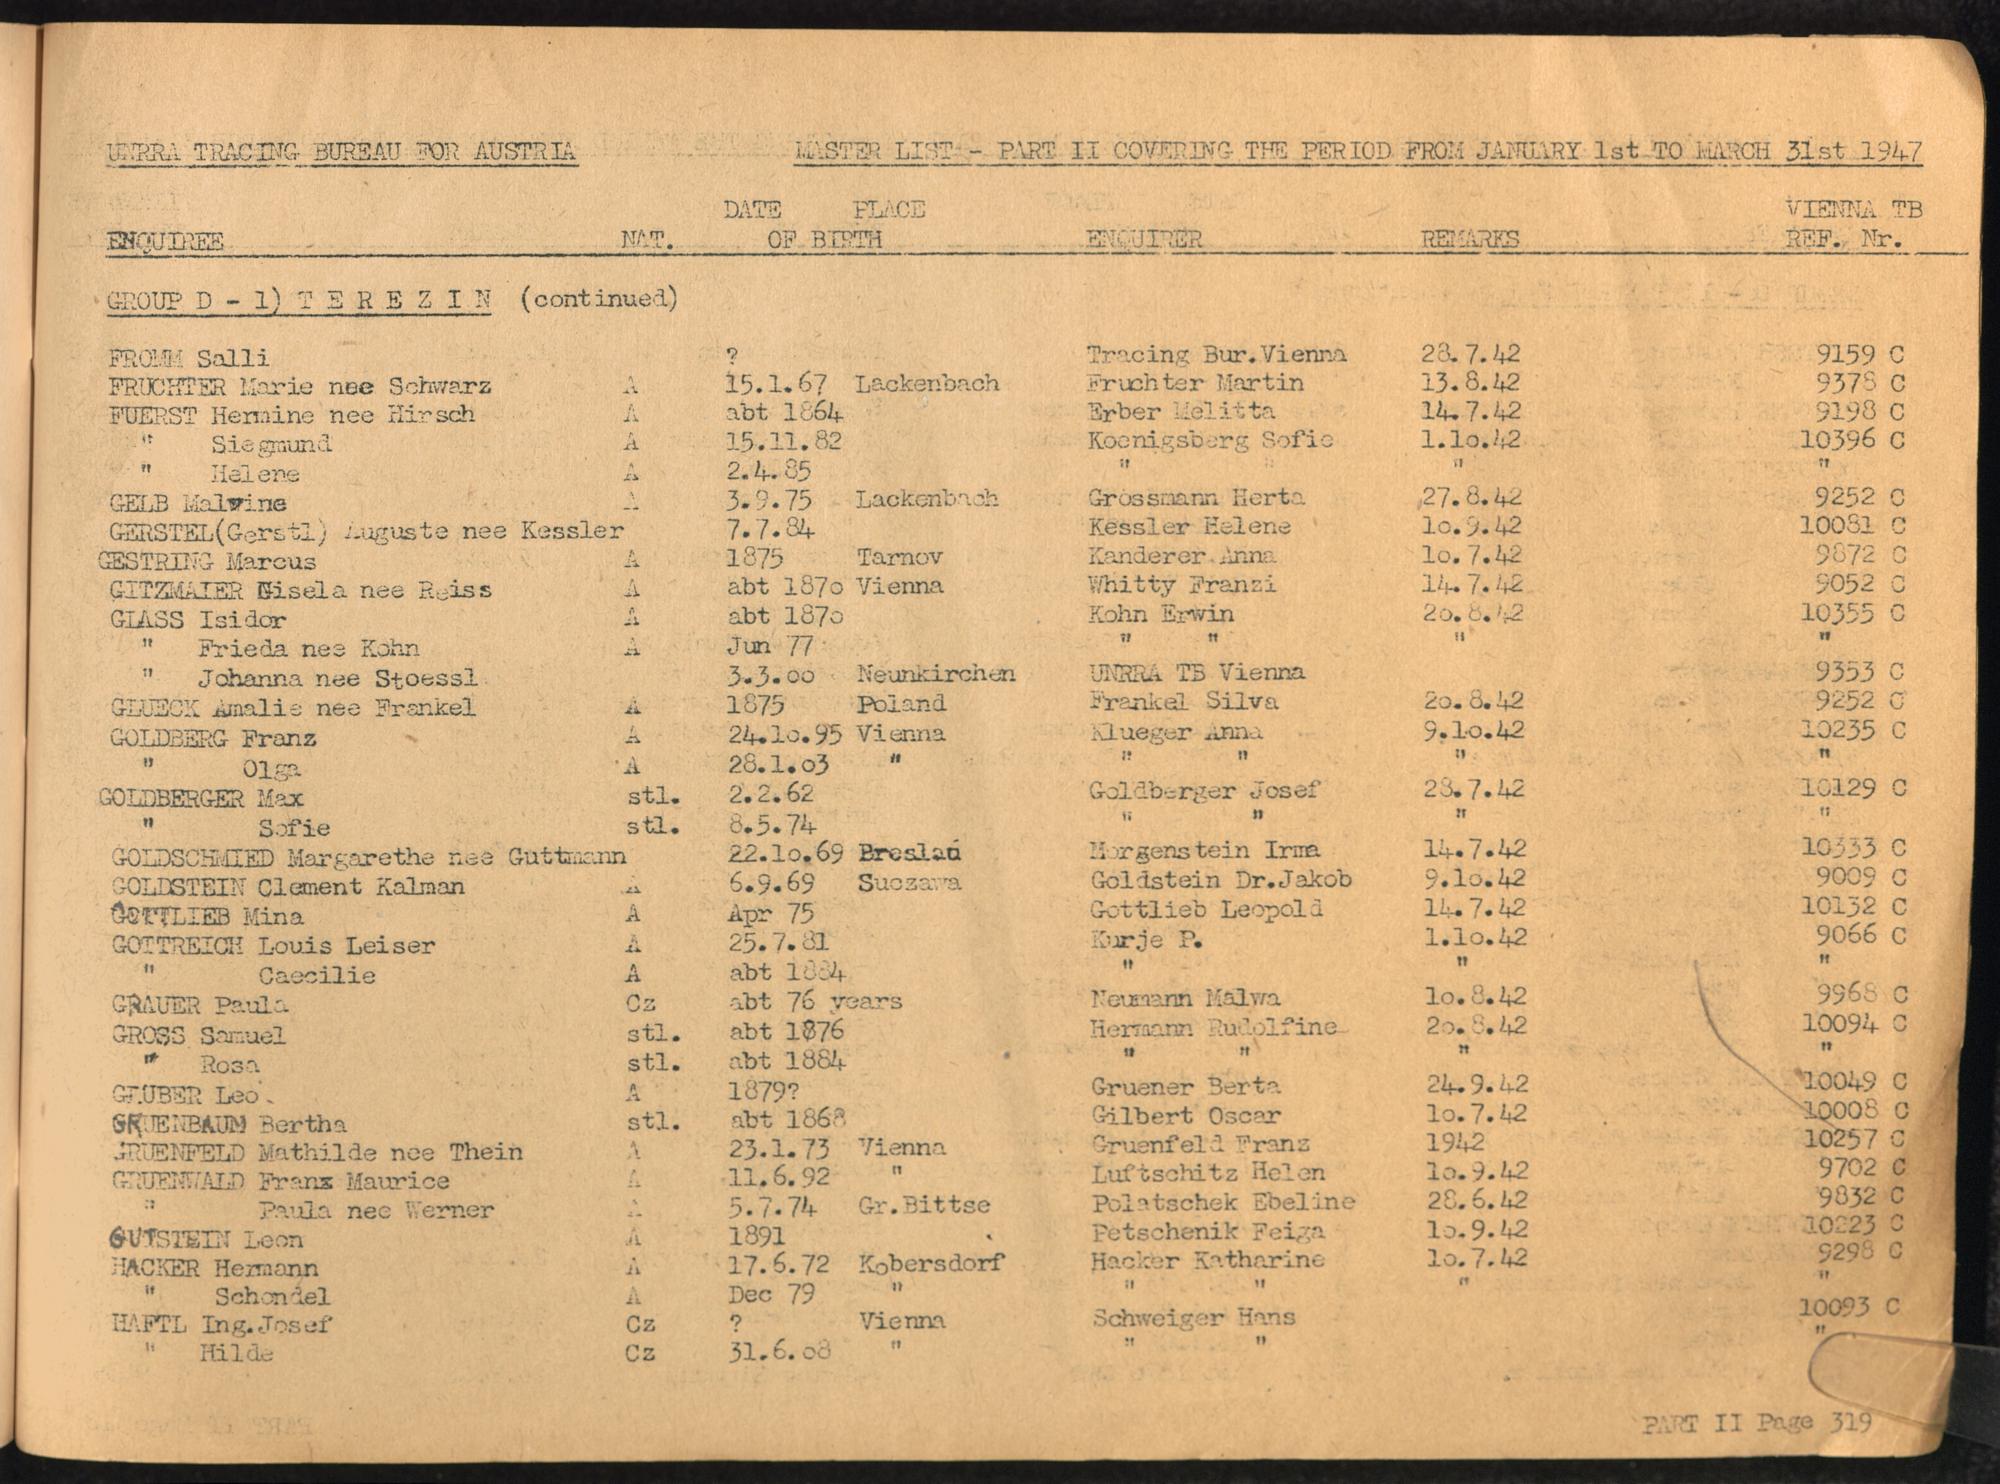 UNRRA TRACING BUREAU FOR AUSTRIA MASTER LIST - PART II COVERING THE PERIOD FROM JANUARY 1st TO MARCH 31st 1947
DATE PLACE VIENNA TB
ENQUIREE NAT. OF BIRTH ENQUIRER REMARKS REF. Nr.
GROUP D - 1) T E R E Z I N (continued)
FROMM Salli ? Tracing Bur.Vienna 28.7.42 9159 C
FRUCHTER Marie nee Schwarz A 15.1.67 Lackenbach Fruchter Martin 13.8.42 9378 C
FUERST Hermine nee Hirsch A abt 1864 Erber Melitta 14.7.42 9198 C
" Siegmund A 15.11.82 Koenigsberg Sofie 1.10.42 10396 C
" Helene A 2.4.85 " " " "
GELB Malvine A 3.9.75 Lackenbach Grossmann Herta 27.8.42 9252 C
GERSTEL(Gerstl) Auguste nee Kessler 7.7.84 Kessler Helene 10.9.42 10081 C
GESTRING Marcus A 1875 Tarnov Kanderer Anna 10.7.42 9872 C
GITZMAIER Gisela nee Reiss A abt 1870 Vienna Whitty Franzi 14.7.42 9052 C
GLASS Isidor A abt 1870 Kohn Erwin 20.8.42 10355 C
" Frieda nee Kohn A Jun 77 " " " "
" Johanna nee Stoessl 3.3.00 Neunkirchen UNRRA TB Vienna 9353 C
GLUECK Amalie nee Frankel A 1875 Poland Frankel Silva 20.8.42 9252 C
GOLDBERG Franz A 24.10.95 Vienna Klueger Anna 9.10.42 10235 C
" Olga A 28.1.03 " " " " "
GOLDBERGER Max stl. 2.2.62 Goldberger Josef 28.7.42 10129 C
" Sofie stl. 8.5.74 " " " "
GOLDSCHMIED Margarethe nee Guttmann 22.10.69 Breslau Morgenstein Irma 14.7.42 10333 C
GOLDSTEIN Clement Kalman A 6.9.69 Suczawa Goldstein Dr.Jakob 9.10.42 9009 C
GOTTLIEB Mina A Apr 75 Gottlieb Leopold 14.7.42 10132 C
GOTTREICH Louis Leiser A 25.7.81 Kurje P. 1.10.42 9066 C
" Caecilie A abt 1884 " " "
GRAUER Paula Cz abt 76 years Neumann Malwa 10.8.42 9968 C
GROSS Samuel stl. abt 1876 Hermann Rudolfine 20.8.42 10094 C
" Rosa stl. abt 1884 " " " "
GRUBER Leo A 1879? Gruener Berta 24.9.42 10049 C
GRUENBAUM Bertha stl. abt 1868 Gilbert Oscar 10.7.42 10008 C
GRUENFELD Mathilde nee Thein A 23.1.73 Vienna Gruenfeld Franz 1942 10257 C
GRUENWALD Franz Maurice A 11.6.92 " Luftschitz Helen 10.9.42 9702 C
" Paula nee Werner A 5.7.74 Gr.Bittse Polatschek Ebeline 28.6.42 9832 C
GUTSTEIN Leon A 1891 Petschenik Feiga 10.9.42 10223 C
HACKER Hermann A 17.6.72 Kobersdorf Hacker Katharine 10.7.42 9298 C
" Schondel A Dec 79 " " " " "
HAFTL Ing.Josef Cz ? Vienna Schweiger Hans 10093 C
" Hilde Cz 31.6.08 " " " "
PART II Page 319